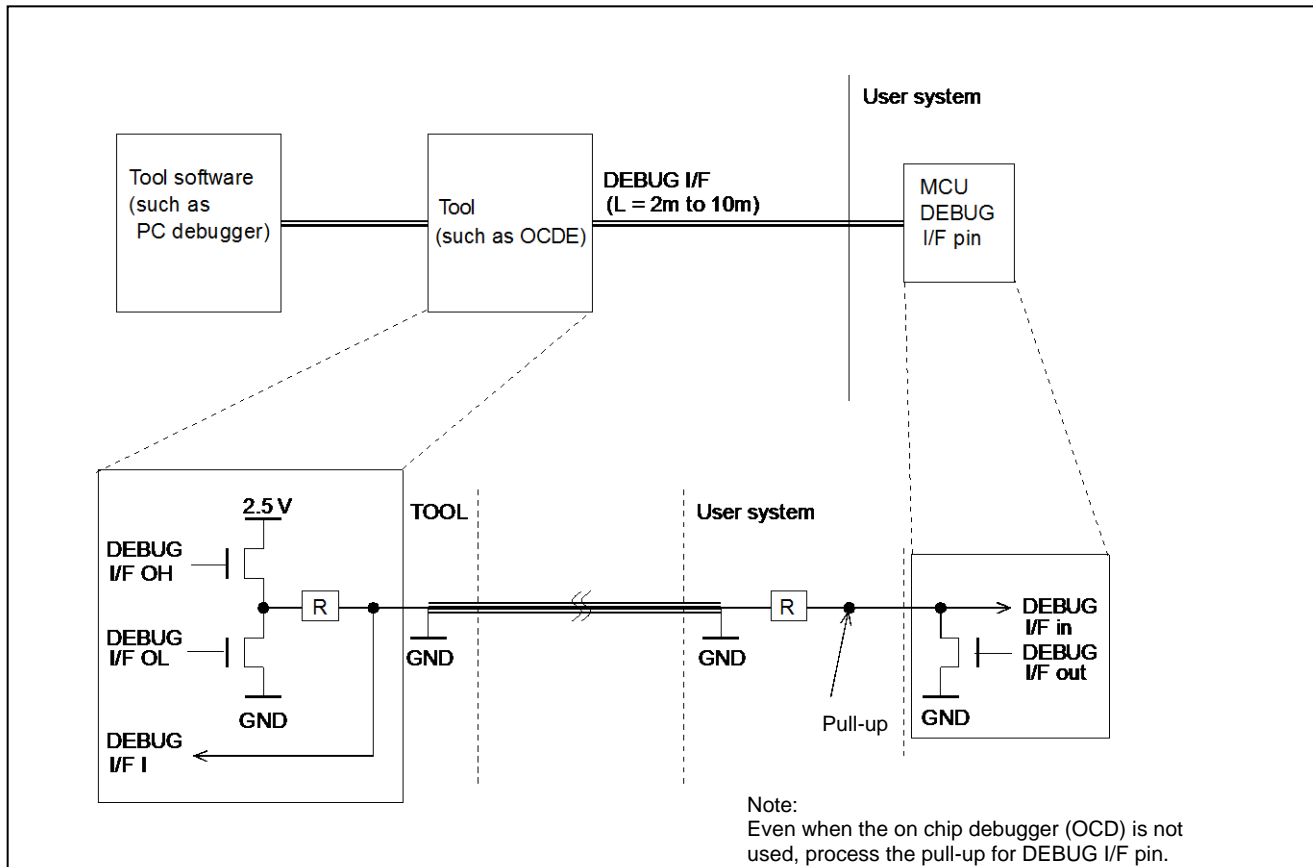 User system
Tool software
(such as
PC debugger)
Tool
(such as OCDE)
DEBUG I/F
(L = 2m to 10m)
MCU
DEBUG
I/F pin
2.5 V
TOOL
User system
DEBUG
I/F OH
R
R
DEBUG
I/F in
DEBUG
I/F OL
DEBUG
I/F out
GND
GND
GND
GND
Pull-up
DEBUG
I/F I
Note:
Even when the on chip debugger (OCD) is not
used, process the pull-up for DEBUG I/F pin.